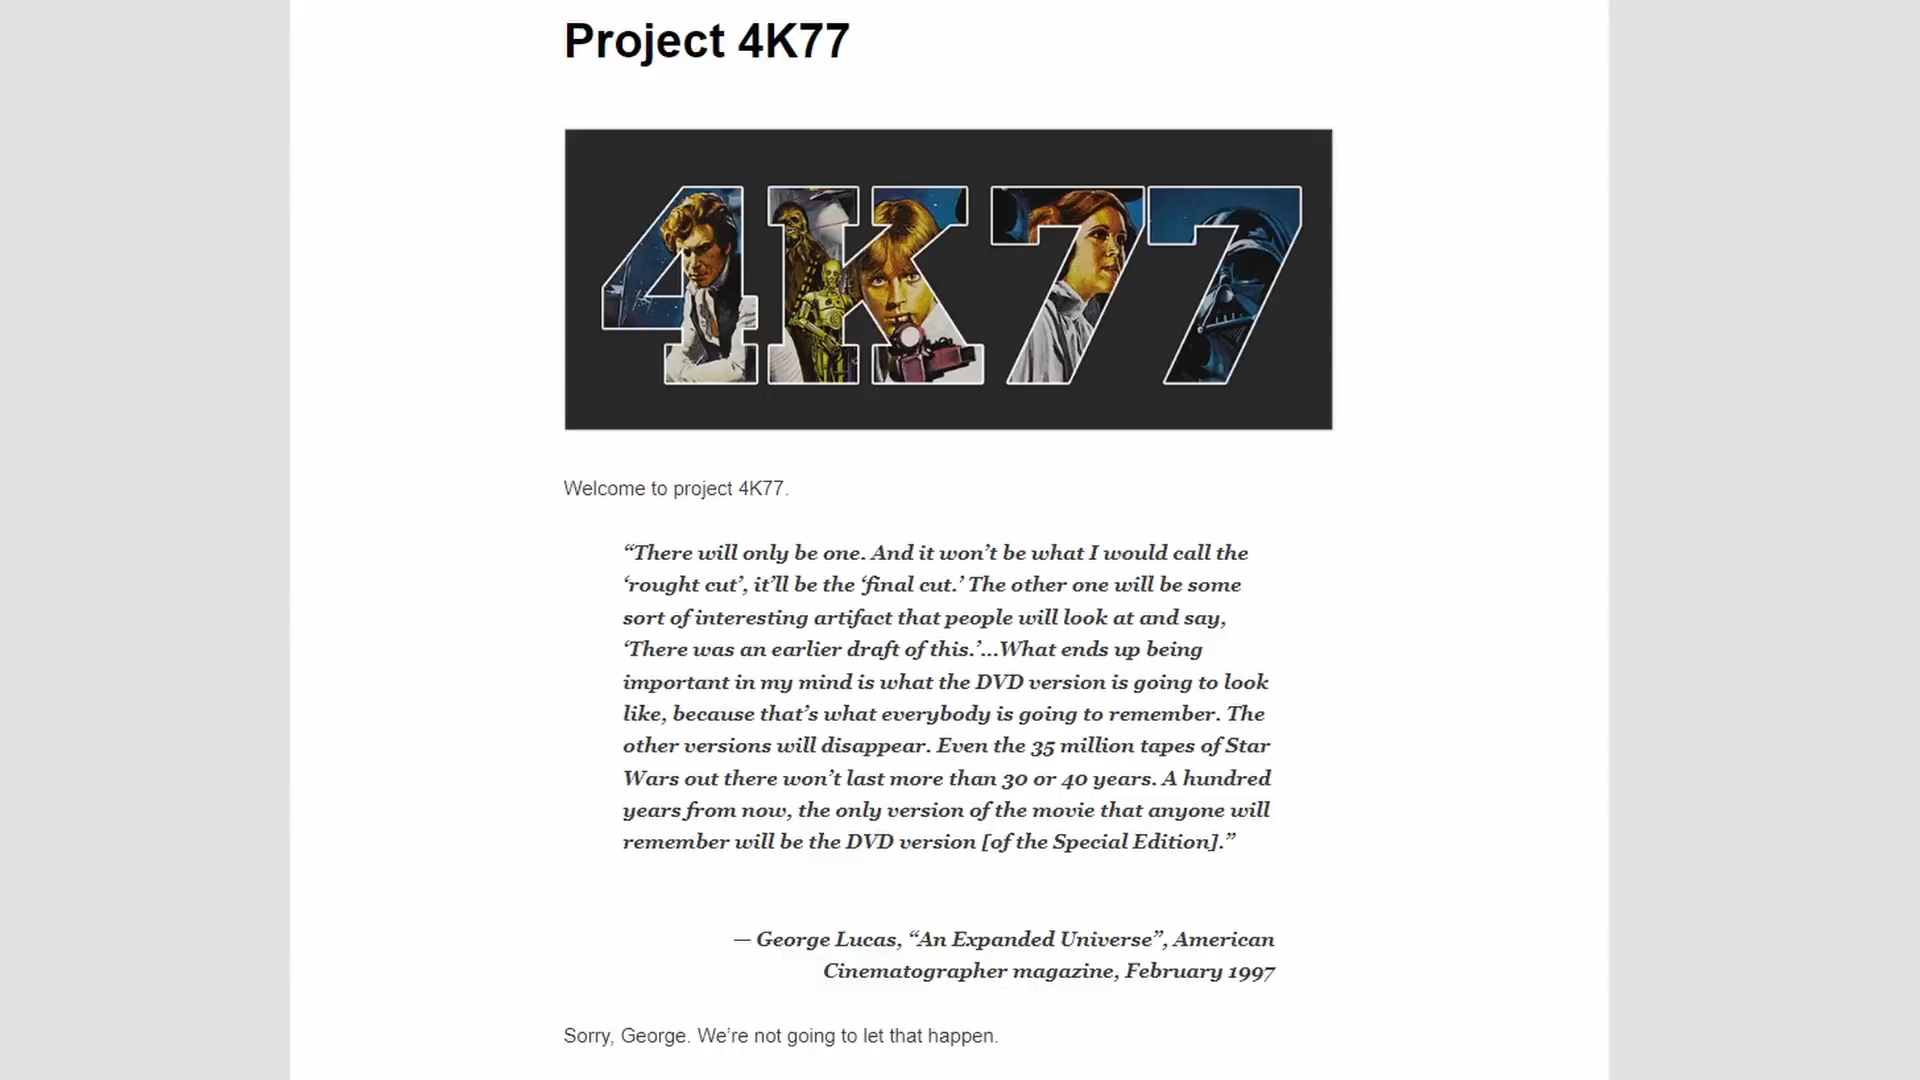 Project 4K77
4K77
Welcome to project 4K77.
“There will only be one. And it won’t be what I would call the
‘rought cut’, it’ll be the ‘final cut.’ The other one will be some
sort of interesting artifact that people will look at and say,
‘There was an earlier draft of this.’…What ends up being
important in my mind is what the DVD version is going to look
like, because that’s what everybody is going to remember. The
other versions will disappear. Even the 35 million tapes of Star
Wars out there won’t last more than 30 or 40 years. A hundred
years from now, the only version of the movie that anyone will
remember will be the DVD version [of the Special Edition].”
— George Lucas, “An Expanded Universe”, American
Cinematographer magazine, February 1997
Sorry, George. We’re not going to let that happen.